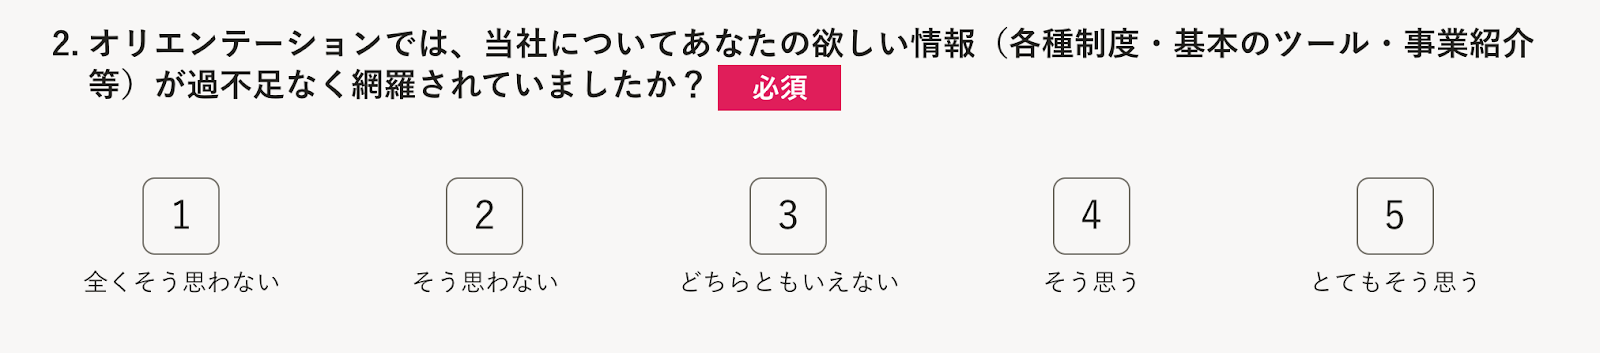 2. オリエンテーションでは、当社についてあなたの欲しい情報（各種制度・基本のツール・事業紹介
等）が過不足なく網羅されていましたか？ 必須
1 2 3 4 5
全くそう思わない そう思わない どちらともいえない そう思う とてもそう思う